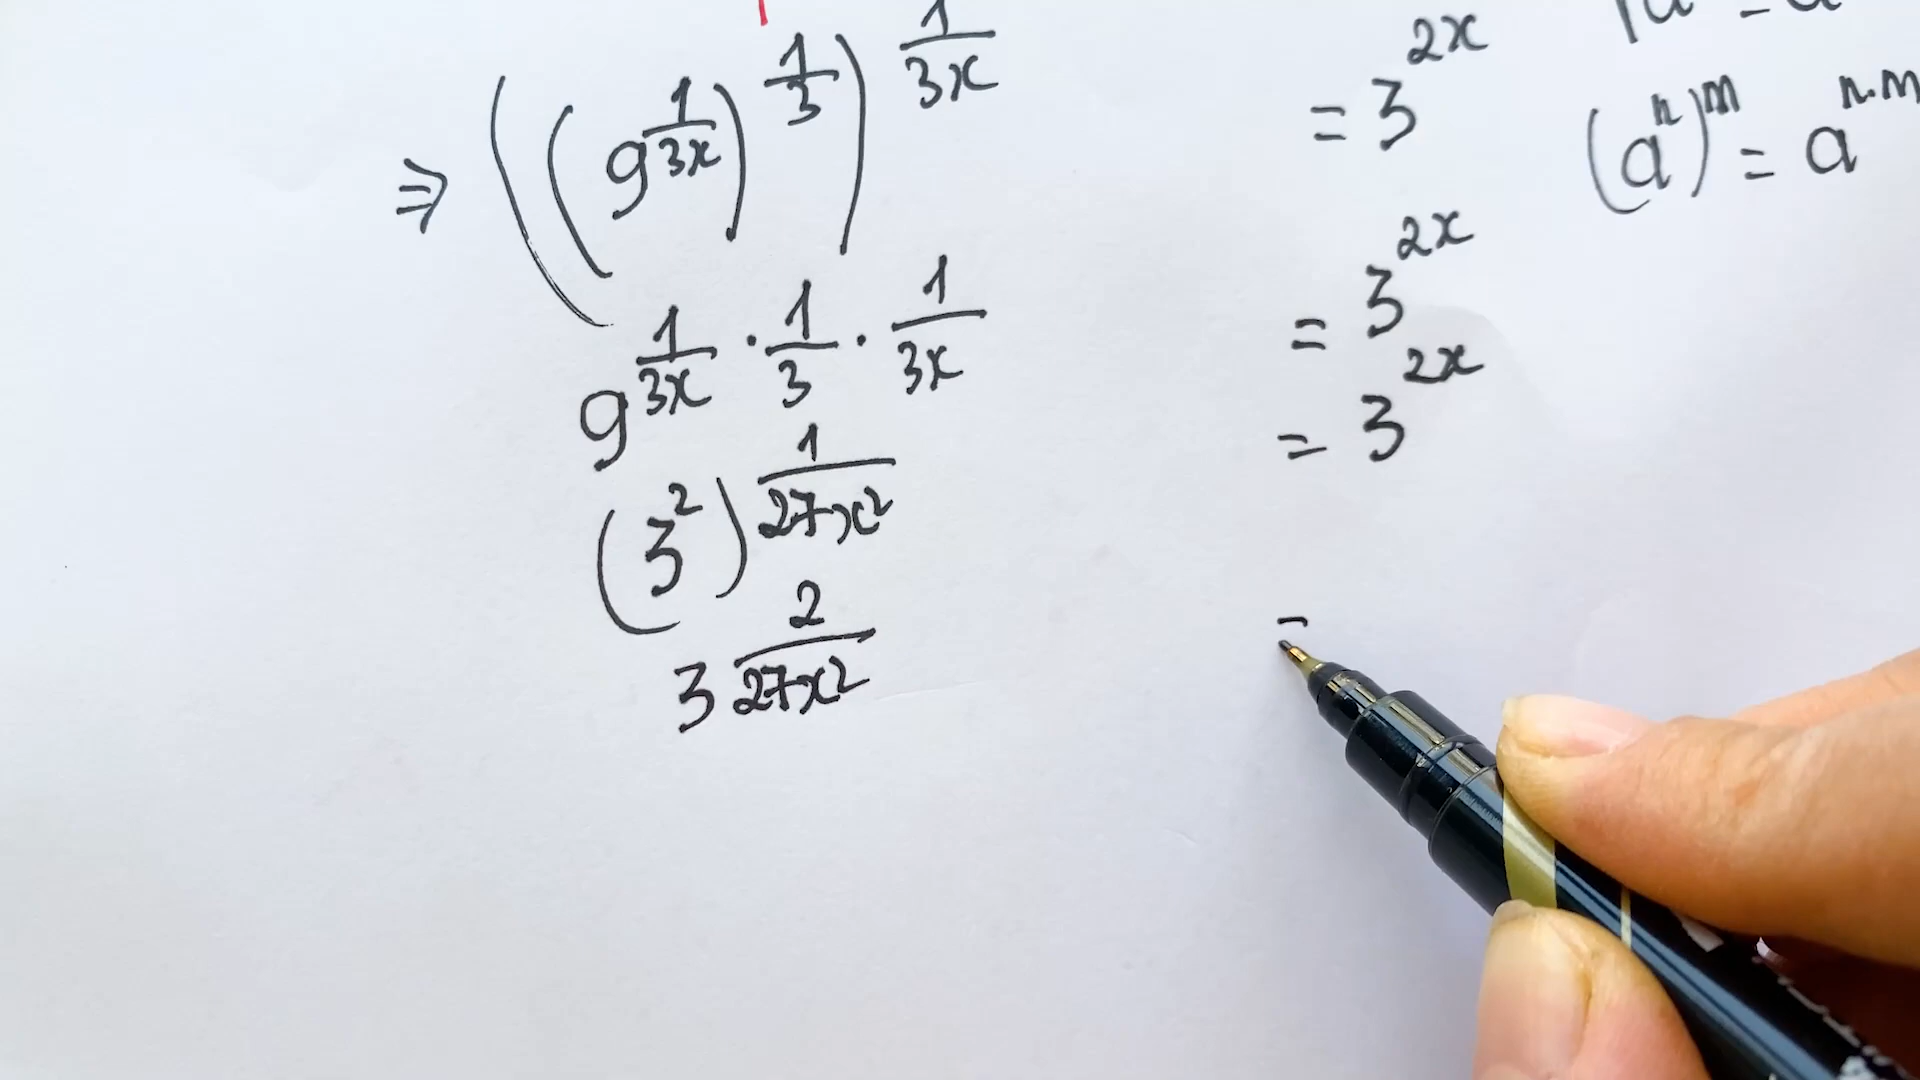 ⇒ ((9^(1/3x))^(1/3))^(1/3x) = 3^(2x)
(a^n)^m = a^(n.m)
9^(1/3x · 1/3 · 1/3x) = 3^(2x)
(3^2)^(1/27x^2) = 3^(2x)
3^(2/27x^2) =